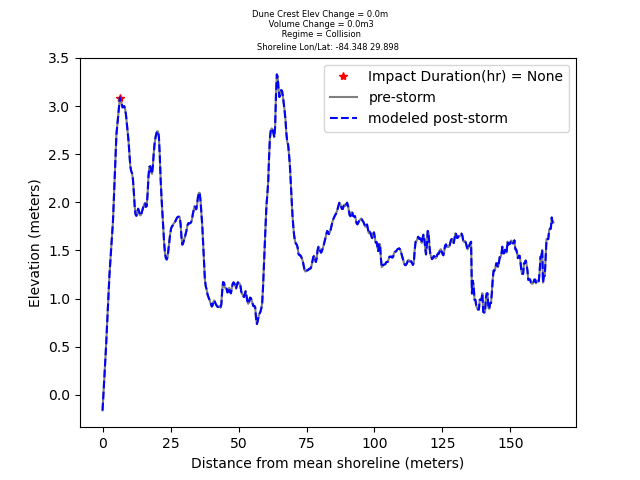 Dune Crest Elev Change = 0.0m
Volume Change = 0.0m3
Regime = Collision
Shoreline Lon/Lat: -84.348 29.898
3.5
3.0
2.5
2.0
1.5
1.0
0.5
0.0
Elevation (meters)
Impact Duration(hr) = None
pre-storm
modeled post-storm
0 25 50 75 100 125 150
Distance from mean shoreline (meters)